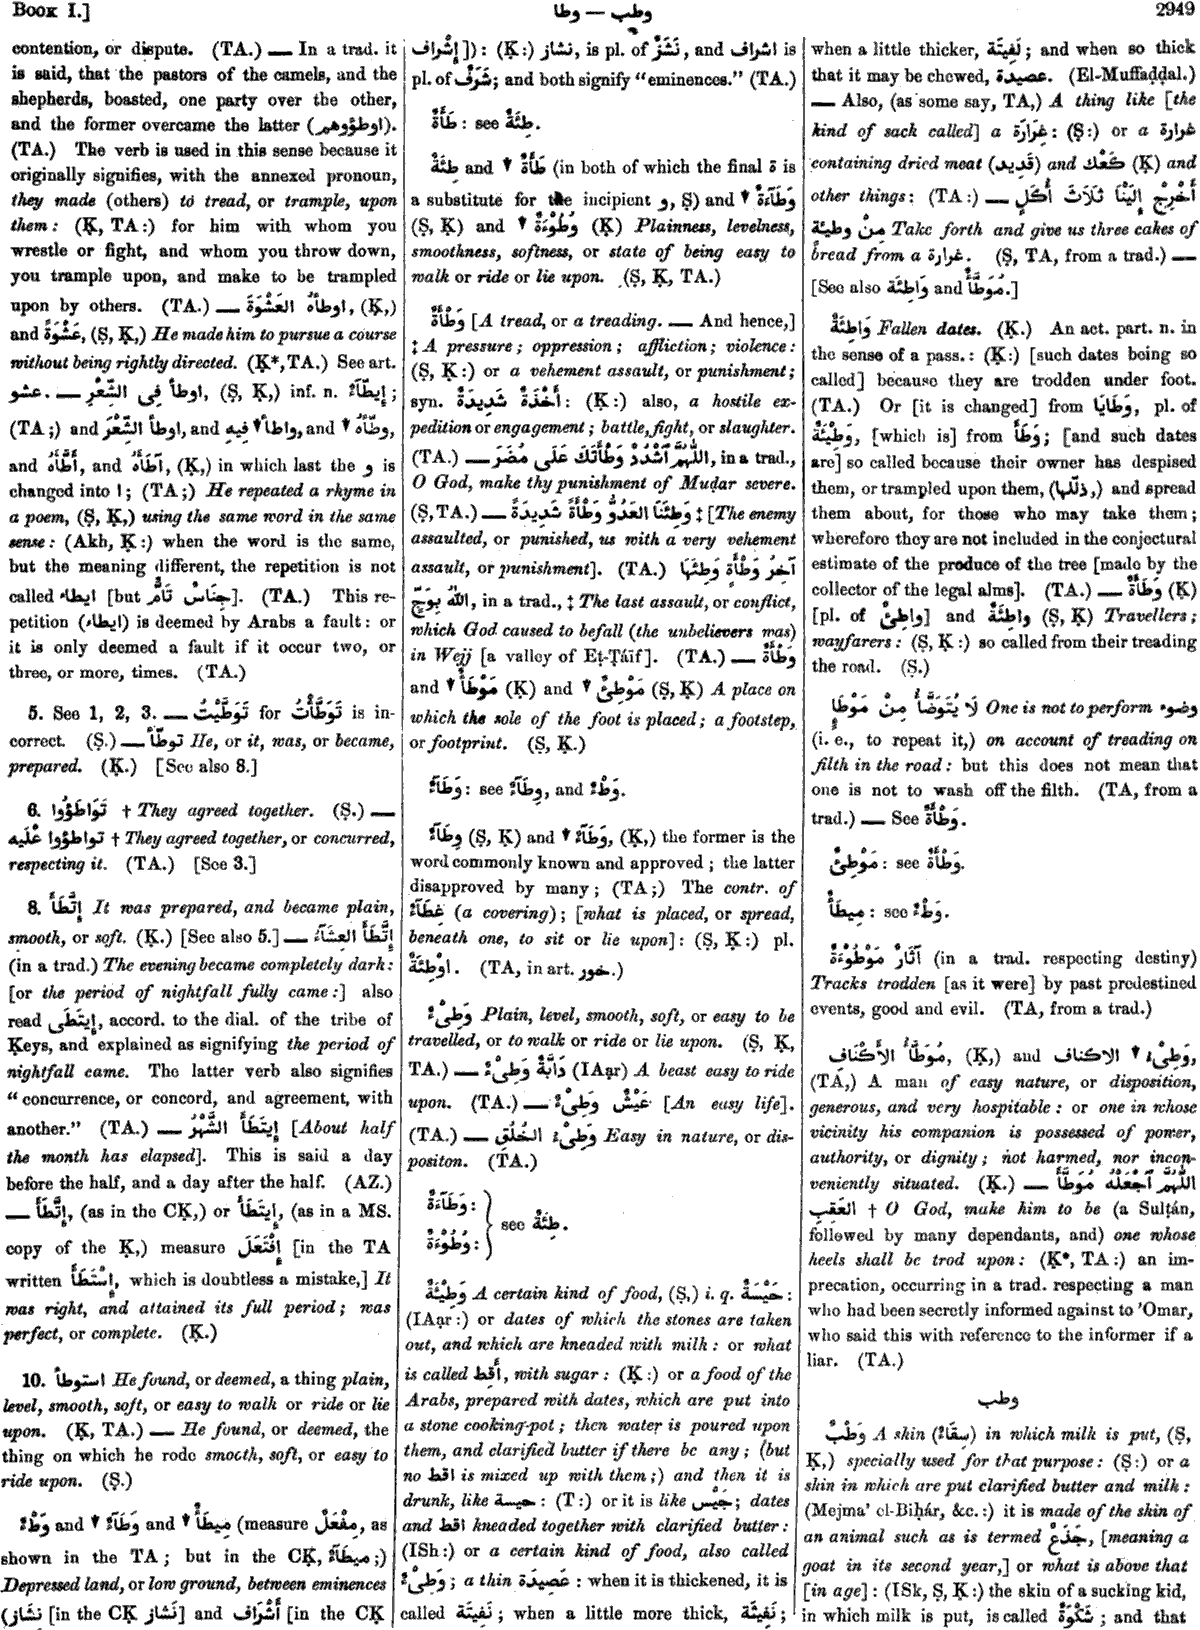 BOOK I.]
وطب — وطا
2949
contention, or dispute. (TA.) — In a trad. it
is said, that the pastors of the camels, and the
shepherds, boasted, one party over the other,
and the former overcame the latter (اوطؤوهم).
(TA.) The verb is used in this sense because it
originally signifies, with the annexed pronoun,
they made (others) to tread, or trample, upon
them: (Ḳ, TA:) for him with whom you
wrestle or fight, and whom you throw down,
you trample upon, and make to be trampled
upon by others. (TA.) — اوطأهُ العَشْوَةَ, (Ḳ,)
and عَشْوَةً, (Ṣ, Ḳ,) He made him to pursue a course
without being rightly directed. (Ḳ*, TA.) See art.
عشو. — اوطأ فِى الشِّعْرِ, (Ṣ, Ḳ,) inf. n. إِيطَآءٌ;
(TA;) and اوطأ الشِّعْرَ, and واطأ▾ فيه, and وطّأهُ▾,
and أَطَّأَهُ, and آطَأَهُ, (Ḳ,) in which last the و is
changed into ا; (TA;) He repeated a rhyme in
a poem, (Ṣ, Ḳ,) using the same word in the same
sense: (Akh, Ḳ:) when the word is the same,
but the meaning different, the repetition is not
called ايطاء [but جِنَاسٌ تَامٌّ]. (TA.) This re-
petition (ايطاء) is deemed by Arabs a fault: or
it is only deemed a fault if it occur two, or
three, or more, times. (TA.)
5. See 1, 2, 3. — تَوَطَّيْتُ for تَوَطَّأْتُ is in-
correct. (Ṣ.) — توطّأ He, or it, was, or became,
prepared. (Ḳ.) [See also 8.]
6. تَوَاطَؤُوا † They agreed together. (Ṣ.) —
تواطؤوا عَلَيه † They agreed together, or concurred,
respecting it. (TA.) [See 3.]
8. إِتَّطَأَ It was prepared, and became plain,
smooth, or soft. (Ḳ.) [See also 5.] — إِتَّطَأَ العِشَآءُ
(in a trad.) The evening became completely dark:
[or the period of nightfall fully came:] also
read إِيتَطَى, accord. to the dial. of the tribe of
Ḳeys, and explained as signifying the period of
nightfall came. The latter verb also signifies
“concurrence, or concord, and agreement, with
another.” (TA.) — إِيتَطَأَ الشَّهْرُ [About half
the month has elapsed]. This is said a day
before the half, and a day after the half. (AZ.)
— إِتَّطَأَ, (as in the CḲ,) or إِيتَطَأَ, (as in a MS.
copy of the Ḳ,) measure إِفْتَعَلَ [in the TA
written إِسْتَطَأَ, which is doubtless a mistake,] It
was right, and attained its full period; was
perfect, or complete. (Ḳ.)
10. استوطأ He found, or deemed, a thing plain,
level, smooth, soft, or easy to walk or ride or lie
upon. (Ḳ, TA.) — He found, or deemed, the
thing on which he rode smooth, soft, or easy to
ride upon. (Ṣ.)
وَطْءٌ and ▾ وَطَآءٌ and ▾ مِيطَأٌ (measure مِفْعَلٌ, as
shown in the TA; but in the CḲ, مِيطَآءٌ;)
Depressed land, or low ground, between eminences
(نِشَاز [in the CḲ نَشَاز] and أَشْرَاف [in the CḲ
إِشْرَاف]): (Ḳ:) نشاز, is pl. of نَشَزٌ, and اشراف is
pl. of شَرَفٌ; and both signify “eminences.” (TA.)
طَأَةٌ: see طِئَةٌ.
طِئَةٌ and ▾ طَأَةٌ (in both of which the final ة is
a substitute for the incipient و, Ṣ) and ▾ وَطَآءَةٌ
(Ṣ, Ḳ) and ▾ وُطُوْءَةٌ (Ḳ) Plainness, levelness,
smoothness, softness, or state of being easy to
walk or ride or lie upon. (Ṣ, Ḳ, TA.)
وَطْأَةٌ [A tread, or a treading. — And hence,]
‡ A pressure; oppression; affliction; violence:
(Ṣ, Ḳ:) or a vehement assault, or punishment;
syn. أَخْذَةٌ شَدِيدَةٌ: (Ḳ:) also, a hostile ex-
pedition or engagement; battle, fight, or slaughter.
(TA.) — اللّٰهُمَّ ٱشْدُدْ وَطْأَتَكَ عَلَى مُضَرَ, in a trad.,
O God, make thy punishment of Muḍar severe.
(Ṣ, TA.) — وَطِئَنَا العَدُوُّ وَطْأَةً شَدِيدَةً ‡ [The enemy
assaulted, or punished, us with a very vehement
assault, or punishment]. (TA.) آخِرُ وَطْأَةٍ وَطِئَهَا
اللّٰهُ بِوَجٍّ, in a trad., ‡ The last assault, or conflict,
which God caused to befall (the unbelievers was)
in Wejj [a valley of Eṭ-Ṭáïf]. (TA.) — وَطْأَةٌ
and ▾ مَوْطَأٌ (Ḳ) and ▾ مَوْطِئٌ (Ṣ, Ḳ) A place on
which the sole of the foot is placed; a footstep,
or footprint. (Ṣ, Ḳ.)
وَطَآءٌ: see وِطَآءٌ, and وَطْءٌ.
وِطَآءٌ (Ṣ, Ḳ) and ▾ وَطَآءٌ, (Ḳ,) the former is the
word commonly known and approved; the latter
disapproved by many; (TA;) The contr. of
غِطَآءٌ (a covering); [what is placed, or spread,
beneath one, to sit or lie upon]: (Ṣ, Ḳ:) pl.
اوْطِئَةٌ. (TA, in art. خور.)
وَطِىْءٌ Plain, level, smooth, soft, or easy to be
travelled, or to walk or ride or lie upon. (Ṣ, Ḳ,
TA.) — دَابَّةٌ وَطِىْءٌ (IAạr) A beast easy to ride
upon. (TA.) — عَيْشٌ وَطِىْءٌ [An easy life].
(TA.) — وَطِىْءُ الخُلُقِ Easy in nature, or dis-
positon. (TA.)
وَطَآءَةٌ:
وُطُوْءَةٌ:
see طِئَةٌ.
وَطِيْئَةٌ A certain kind of food, (Ṣ,) i. q. حَيْسَةٌ:
(IAạr:) or dates of which the stones are taken
out, and which are kneaded with milk: or what
is called أَقِط, with sugar: (Ḳ:) or a food of the
Arabs, prepared with dates, which are put into
a stone cooking-pot; then water is poured upon
them, and clarified butter if there be any; (but
no اقط is mixed up with them;) and then it is
drunk, like حيسة: (T:) or it is like حَيْس; dates
and اقط kneaded together with clarified butter:
(ISh:) or a certain kind of food, also called
وَطِىْءٌ; a thin عَصِيدَة: when it is thickened, it is
called نَفِيتَة; when a little more thick, نَفِيثَة;
when a little thicker, لَفِيتَة; and when so thick
that it may be chewed, عصيدة. (El-Muffaḍḍal.)
— Also, (as some say, TA,) A thing like [the
kind of sack called] a غِرَارَة: (Ṣ:) or a غرارة
containing dried meat (قَدِيد) and كَعْك (Ḳ) and
other things: (TA:) — أَخْرِجْ إِلَيْنَا ثَلَاثَ أُكَلٍ
مِنْ وطيئة Take forth and give us three cakes of
bread from a غرارة. (Ṣ, TA, from a trad.) —
[See also وَاطِئَة and مُوَطَّأٌ.]
وَاطِئَةٌ Fallen dates. (Ḳ.) An act. part. n. in
the sense of a pass.: (Ḳ:) [such dates being so
called] because they are trodden under foot.
(TA.) Or [it is changed] from وَطَايَا, pl. of
وَطِيْئَةٌ, [which is] from وَطَأَ; [and such dates
are] so called because their owner has despised
them, or trampled upon them, (ذلّلها,) and spread
them about, for those who may take them;
wherefore they are not included in the conjectural
estimate of the produce of the tree [made by the
collector of the legal alms]. (TA.) — وَطَأَةٌ (Ḳ)
[pl. of واطِئٌ] and واطِئَةٌ (Ṣ, Ḳ) Travellers;
wayfarers: (Ṣ, Ḳ:) so called from their treading
the road. (Ṣ.)
لَا يُتَوَضَّأُ مِنْ مَوْطَإٍ One is not to perform وضوء
(i. e., to repeat it,) on account of treading on
filth in the road: but this does not mean that
one is not to wash off the filth. (TA, from a
trad.) — See وَطْأَةٌ.
مَوْطِئٌ: see وَطْأَةٌ.
مِيطَأٌ: see وَطْءٌ.
آثَارٌ مَوْطُوْءَةٌ (in a trad. respecting destiny)
Tracks trodden [as it were] by past predestined
events, good and evil. (TA, from a trad.)
مُوَطَّأُ الأَكْنَافِ, (Ḳ,) and وَطِىْءُ ▾ الاكناف,
(TA,) A man of easy nature, or disposition,
generous, and very hospitable: or one in whose
vicinity his companion is possessed of power,
authority, or dignity; not harmed, nor incon-
veniently situated. (Ḳ.) — اللّٰهُمَّ ٱجْعَلْهُ مُوَطَّأَ
العَقِبِ † O God, make him to be (a Sulṭán,
followed by many dependants, and) one whose
heels shall be trod upon: (Ḳ*, TA:) an im-
precation, occurring in a trad. respecting a man
who had been secretly informed against to 'Omar,
who said this with reference to the informer if a
liar. (TA.)
وطب
وَطْبٌ A skin (سِقَآءٌ) in which milk is put, (Ṣ,
Ḳ,) specially used for that purpose: (Ṣ:) or a
skin in which are put clarified butter and milk:
(Mejma' el-Biḥár, &c.:) it is made of the skin of
an animal such as is termed جَذَعٌ, [meaning a
goat in its second year,] or what is above that
[in age]: (ISk, Ṣ, Ḳ:) the skin of a sucking kid,
in which milk is put, is called شَكْوَةٌ; and that